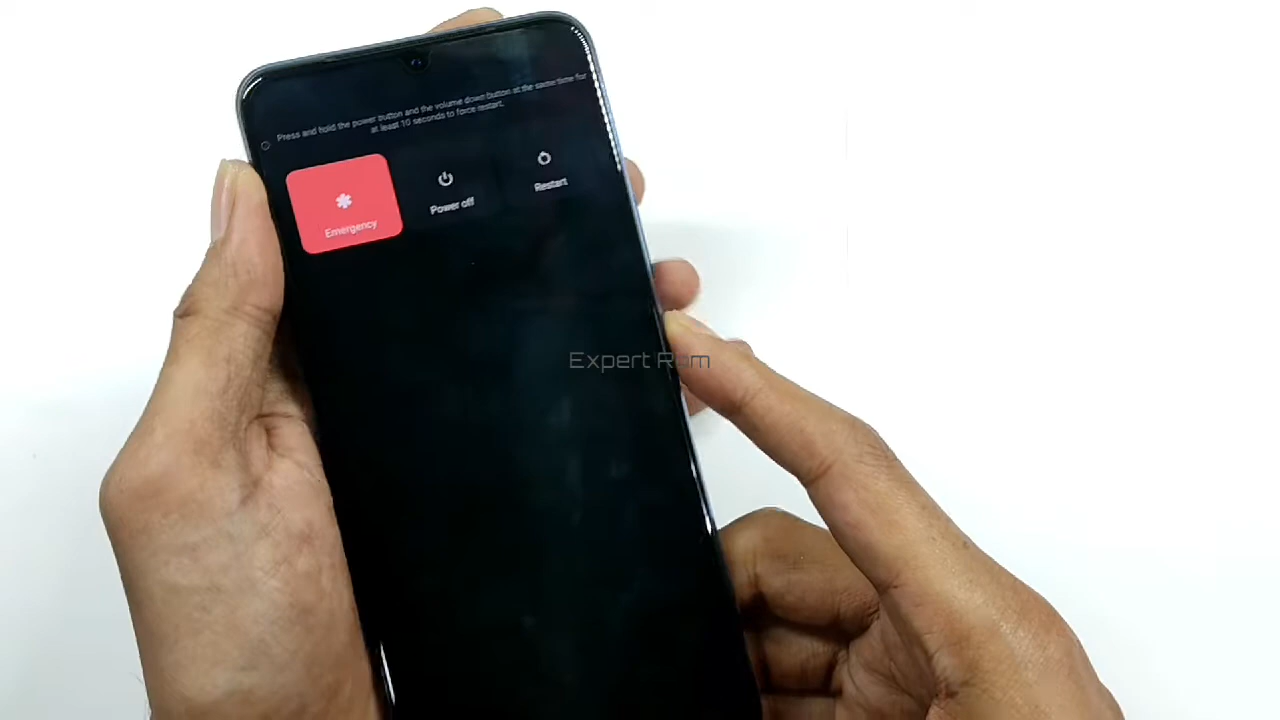 Press and hold the power button and the volume down button at the same time for
at least 10 seconds to force restart.
Emergency
Power off
Restart
Expert Ram